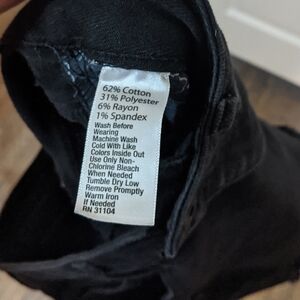 62% Cotton
31% Polyester
6% Rayon
1% Spandex
Wash Before
Wearing
Machine Wash
Cold With Like
Colors Inside Out
Use Only Non-
Chlorine Bleach
When Needed
Tumble Dry Low
Remove Promptly
Warm Iron
If Needed
RN 31104